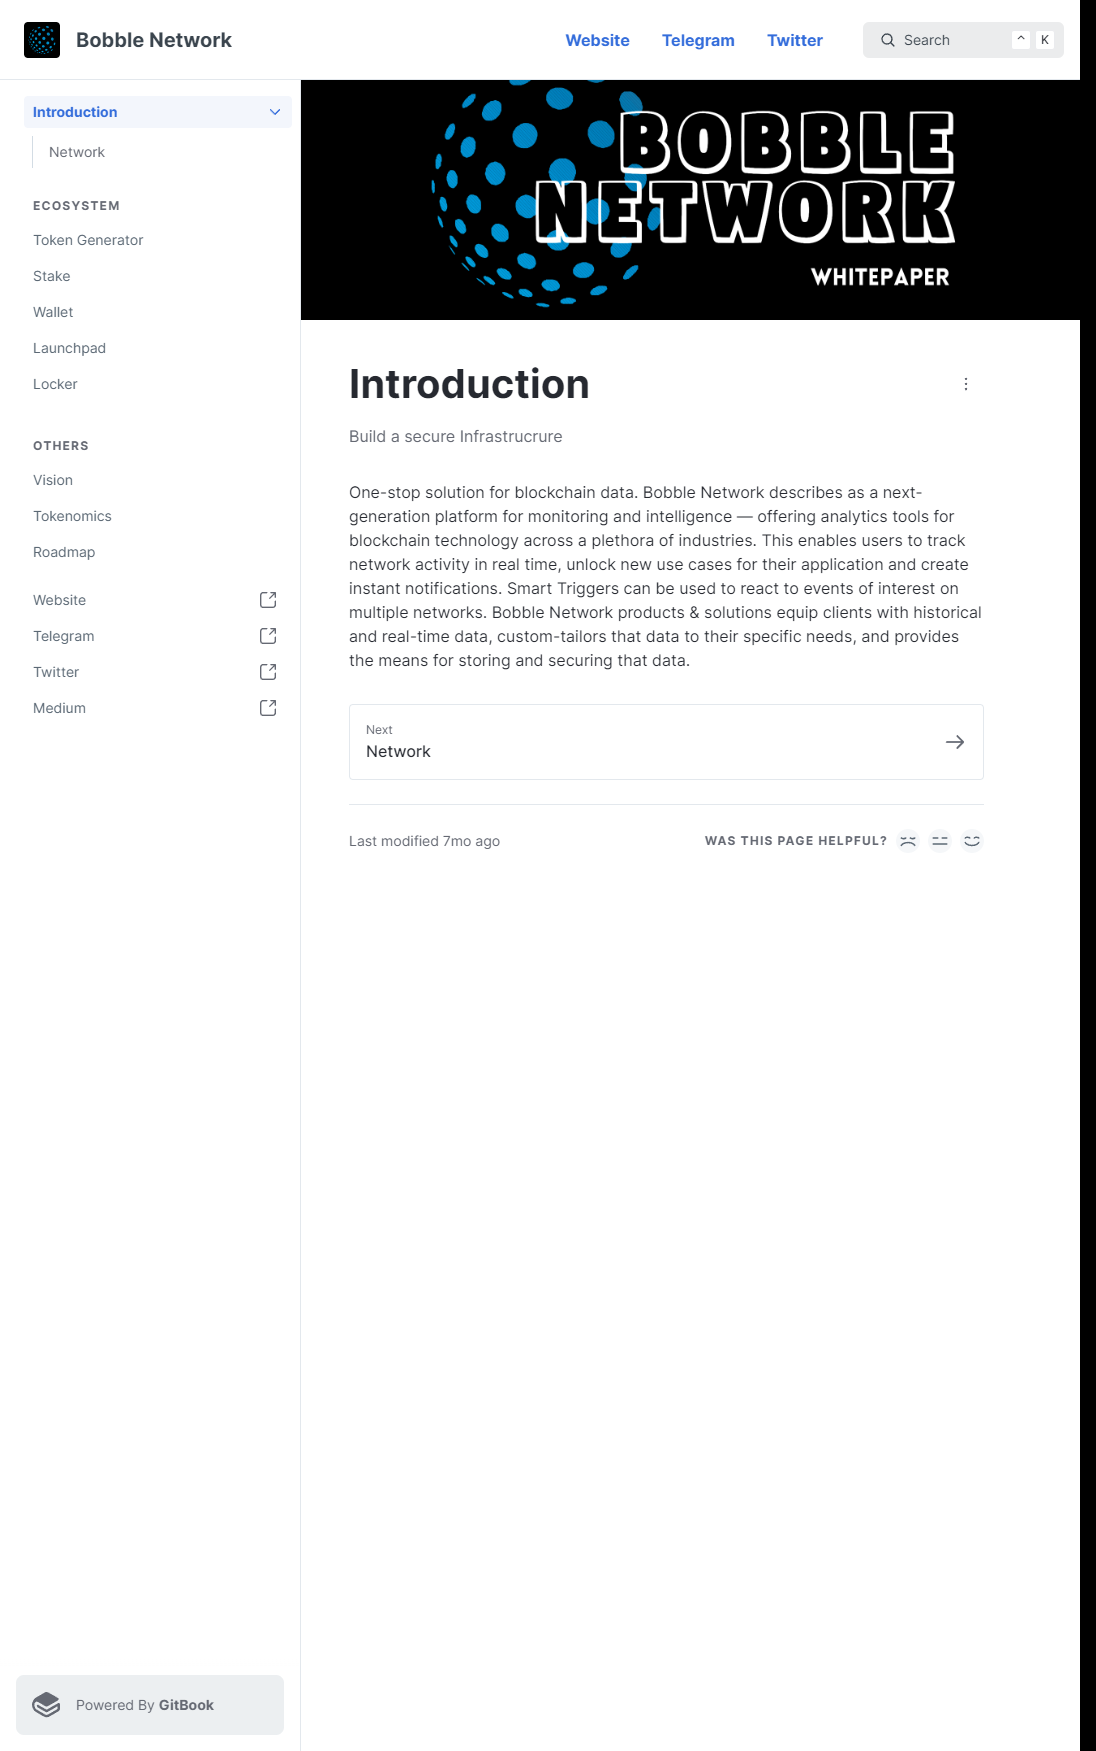 Bobble Network
Website Telegram Twitter
Search ^ K
Introduction
Network
ECOSYSTEM
Token Generator
Stake
Wallet
Launchpad
Locker
OTHERS
Vision
Tokenomics
Roadmap
Website
Telegram
Twitter
Medium
Powered By GitBook
BOBBLE
NETWORK
WHITEPAPER
Introduction
Build a secure Infrastrucrure
One-stop solution for blockchain data. Bobble Network describes as a next-
generation platform for monitoring and intelligence — offering analytics tools for
blockchain technology across a plethora of industries. This enables users to track
network activity in real time, unlock new use cases for their application and create
instant notifications. Smart Triggers can be used to react to events of interest on
multiple networks. Bobble Network products & solutions equip clients with historical
and real-time data, custom-tailors that data to their specific needs, and provides
the means for storing and securing that data.
Next
Network
Last modified 7mo ago
WAS THIS PAGE HELPFUL?